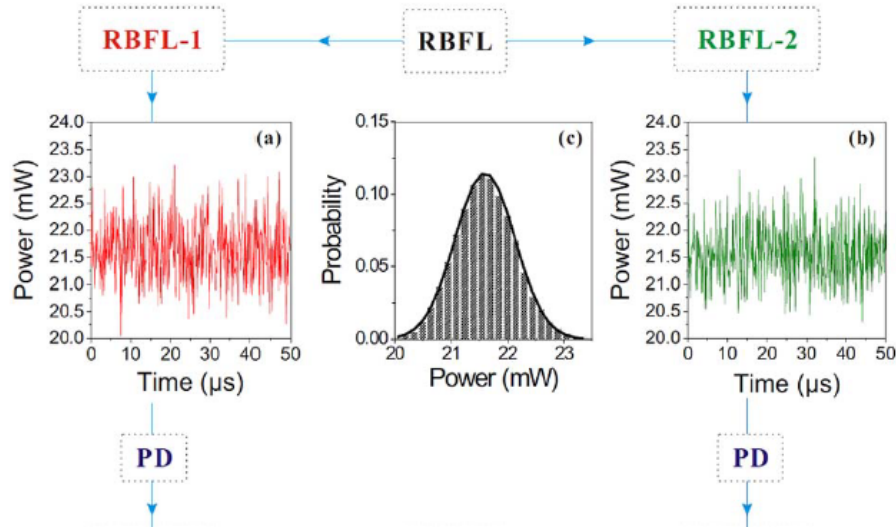 RBFL-1
RBFL
RBFL-2
(a)
24.0
23.5
23.0
22.5
22.0
21.5
21.0
20.5
20.0
Power (mW)
0 10 20 30 40 50
Time (μs)
(c)
0.15
0.10
0.05
0.00
Probability
20 21 22 23
Power (mW)
(b)
24.0
23.5
23.0
22.5
22.0
21.5
21.0
20.5
20.0
Power (mW)
0 10 20 30 40 50
Time (μs)
PD
PD